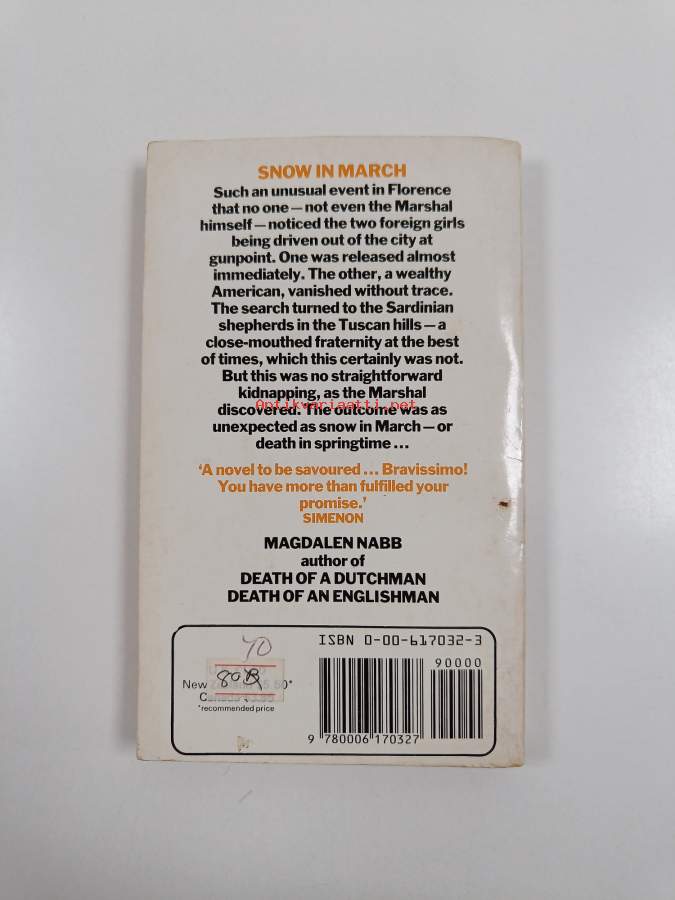 SNOW IN MARCH
Such an unusual event in Florence
that no one — not even the Marshal
himself — noticed the two foreign girls
being driven out of the city at
gunpoint. One was released almost
immediately. The other, a wealthy
American, vanished without trace.
The search turned to the Sardinian
shepherds in the Tuscan hills — a
close-mouthed fraternity at the best
of times, which this certainly was not.
But this was no straightforward
kidnapping, as the Marshal
Antikvariaatti.net
discovered. The outcome was as
unexpected as snow in March — or
death in springtime ...
‘A novel to be savoured ... Bravissimo!
You have more than fulfilled your
promise.’
SIMENON
MAGDALEN NABB
author of
DEATH OF A DUTCHMAN
DEATH OF AN ENGLISHMAN
ISBN 0-00-617032-3
70
90000
80
New
*recommended price
9 780006 170327